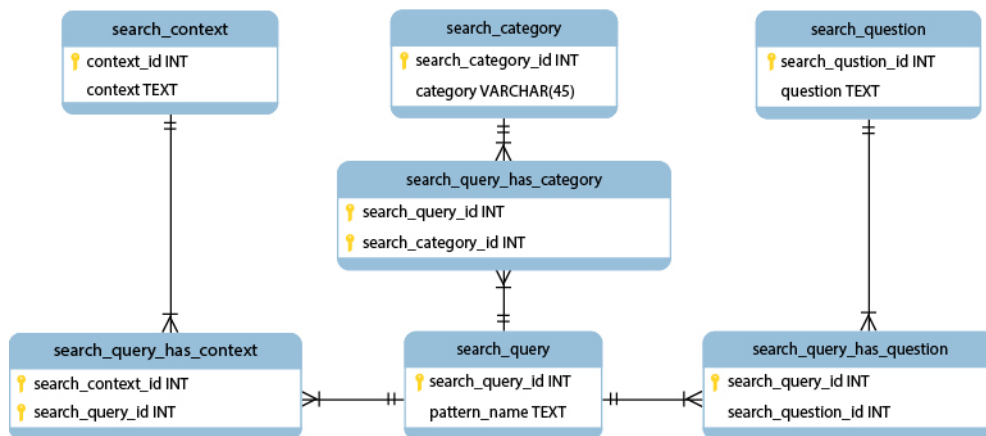 search_context
context_id INT
context TEXT
search_category
search_category_id INT
category VARCHAR(45)
search_question
search_qustion_id INT
question TEXT
search_query_has_category
search_query_id INT
search_category_id INT
search_query_has_context
search_context_id INT
search_query_id INT
search_query
search_query_id INT
pattern_name TEXT
search_query_has_question
search_query_id INT
search_question_id INT